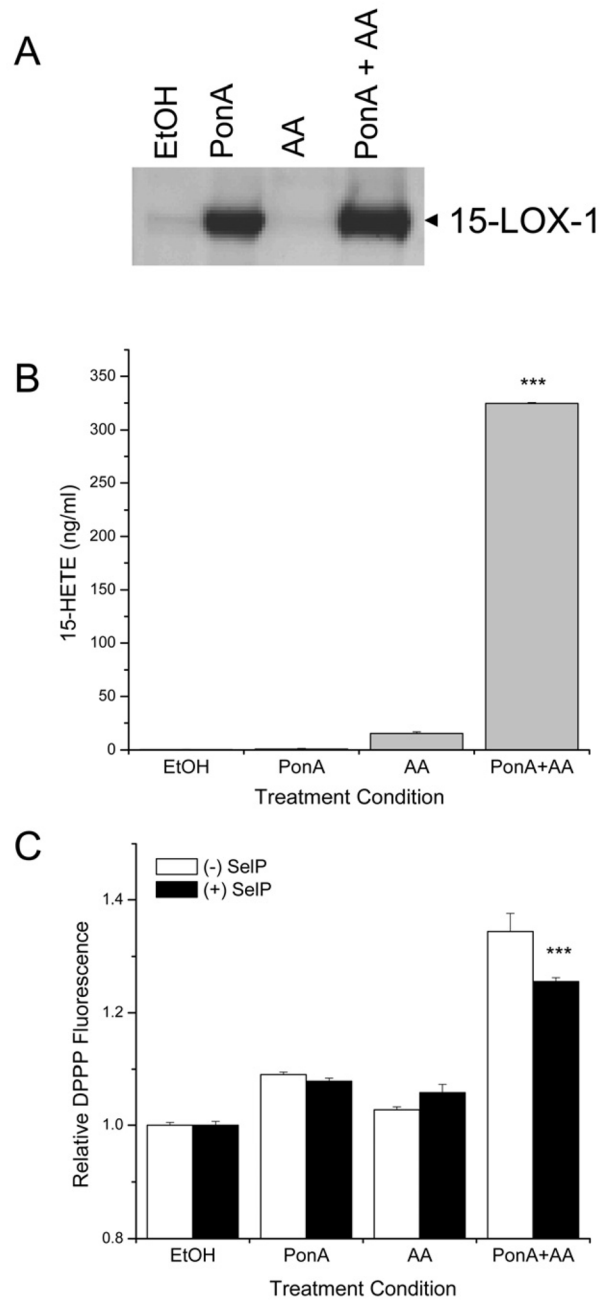 A
EtOH
PonA
AA
PonA + AA
15-LOX-1
B
350
300
250
200
150
100
50
0
15-HETE (ng/ml)
***
EtOH PonA AA PonA+AA
Treatment Condition
C
(-) SelP
(+) SelP
1.4
1.2
1.0
0.8
Relative DPPP Fluorescence
***
EtOH PonA AA PonA+AA
Treatment Condition